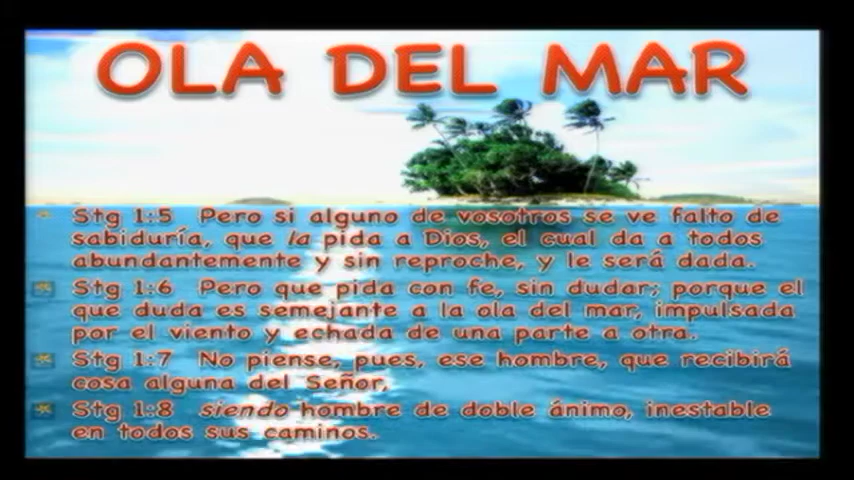 OLA DEL MAR
Stg 1:5 Pero si alguno de vosotros se ve falto de
sabiduría, que la pida a Dios, el cual da a todos
abundantemente y sin reproche, y le será dada.
Stg 1:6 Pero que pida con fe, sin dudar; porque el
que duda es semejante a la ola del mar, impulsada
por el viento y echada de una parte a otra.
Stg 1:7 No piense, pues, ese hombre, que recibirá
cosa alguna del Señor,
Stg 1:8 siendo hombre de doble ánimo, inestable
en todos sus caminos.